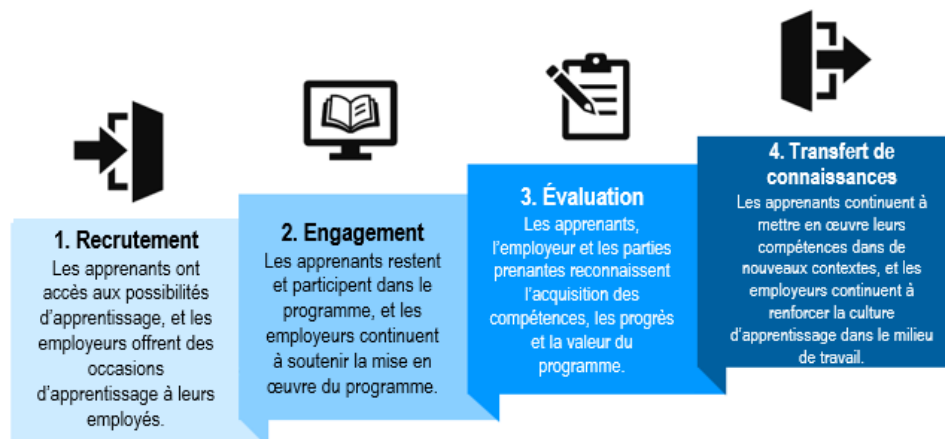 1. Recrutement
Les apprenants ont
accès aux possibilités
d'apprentissage, et les
employeurs offrent des
occasions
d'apprentissage à leurs
employés.
2. Engagement
Les apprenants restent
et participent dans le
programme, et les
employeurs continuent
à soutenir la mise en
œuvre du programme.
3. Évaluation
Les apprenants,
l'employeur et les parties
prenantes reconnaissent
l'acquisition des
compétences, les progrès
et la valeur du
programme.
4. Transfert de
connaissances
Les apprenants continuent à
mettre en œuvre leurs
compétences dans de
nouveaux contextes, et les
employeurs continuent à
renforcer la culture
d'apprentissage dans le milieu
de travail.